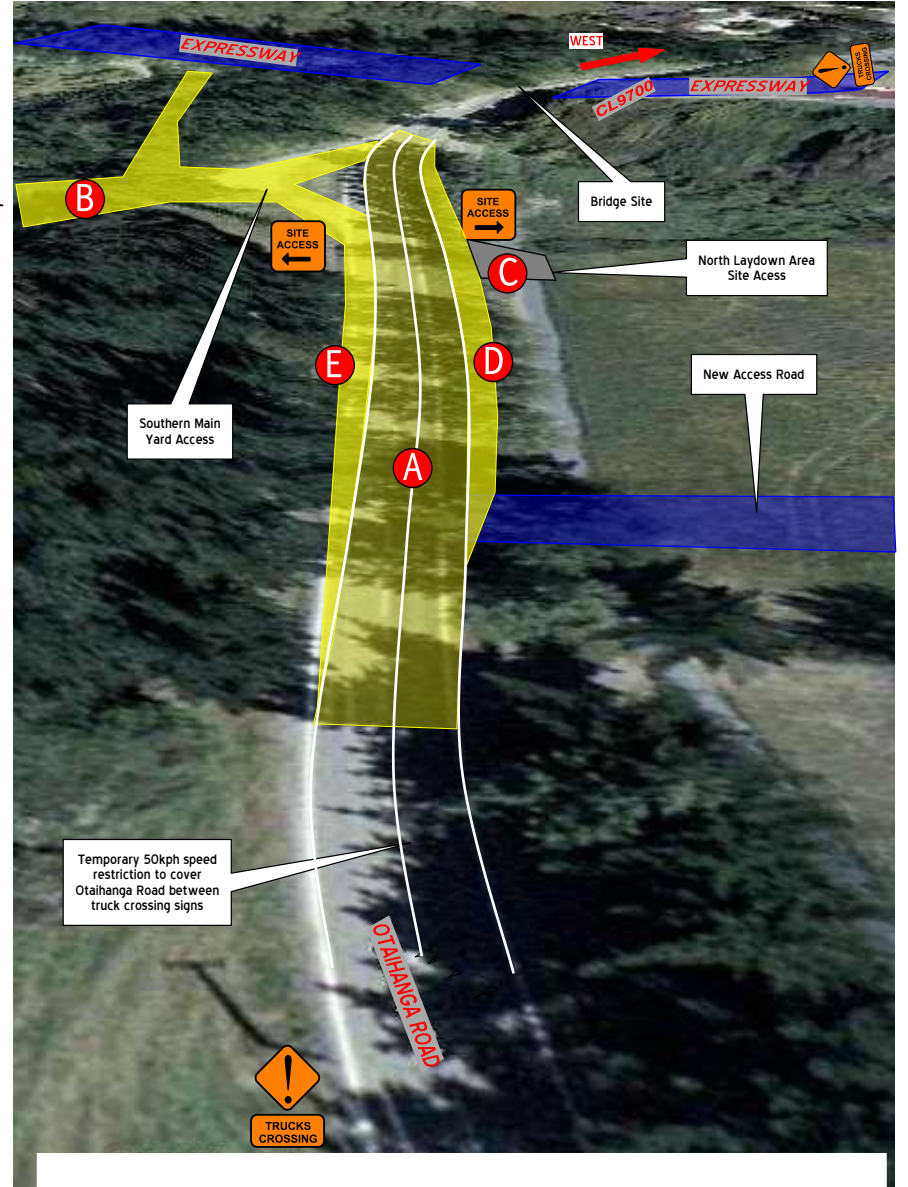 EXPRESSWAY
WEST
TRUCKS
CROSSING
CL9700
EXPRESSWAY
B
SITE
ACCESS
Bridge Site
SITE
ACCESS
C
North Laydown Area
Site Acess
E
D
New Access Road
Southern Main
Yard Access
A
Temporary 50kph speed
restriction to cover
Otaihanga Road between
truck crossing signs
OTAIHANGA ROAD
TRUCKS
CROSSING